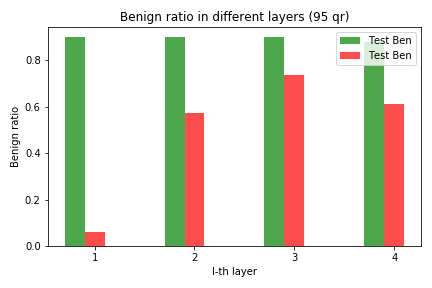 Benign ratio in different layers (95 qr)
Test Ben
Test Ben
Benign ratio
0.8
0.6
0.4
0.2
0.0
1 2 3 4
l-th layer